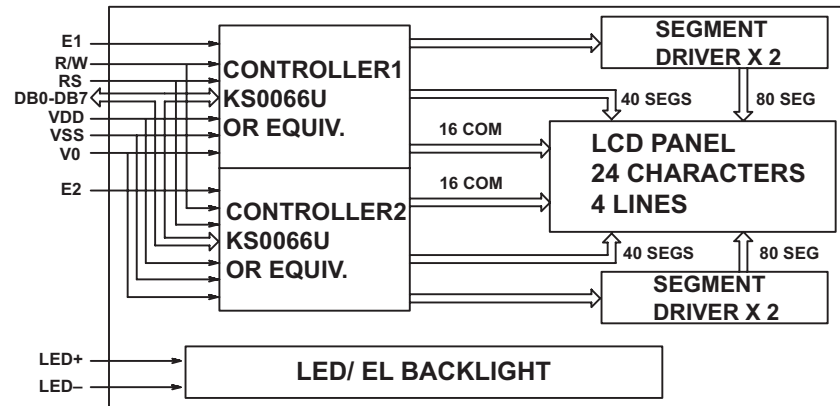 E1
R/W
RS
DB0-DB7
VDD
VSS
V0
E2
CONTROLLER1
KS0066U
OR EQUIV.
CONTROLLER2
KS0066U
OR EQUIV.
SEGMENT
DRIVER X 2
40 SEGS
80 SEG
16 COM
16 COM
LCD PANEL
24 CHARACTERS
4 LINES
40 SEGS
80 SEG
SEGMENT
DRIVER X 2
LED+
LED–
LED/ EL BACKLIGHT